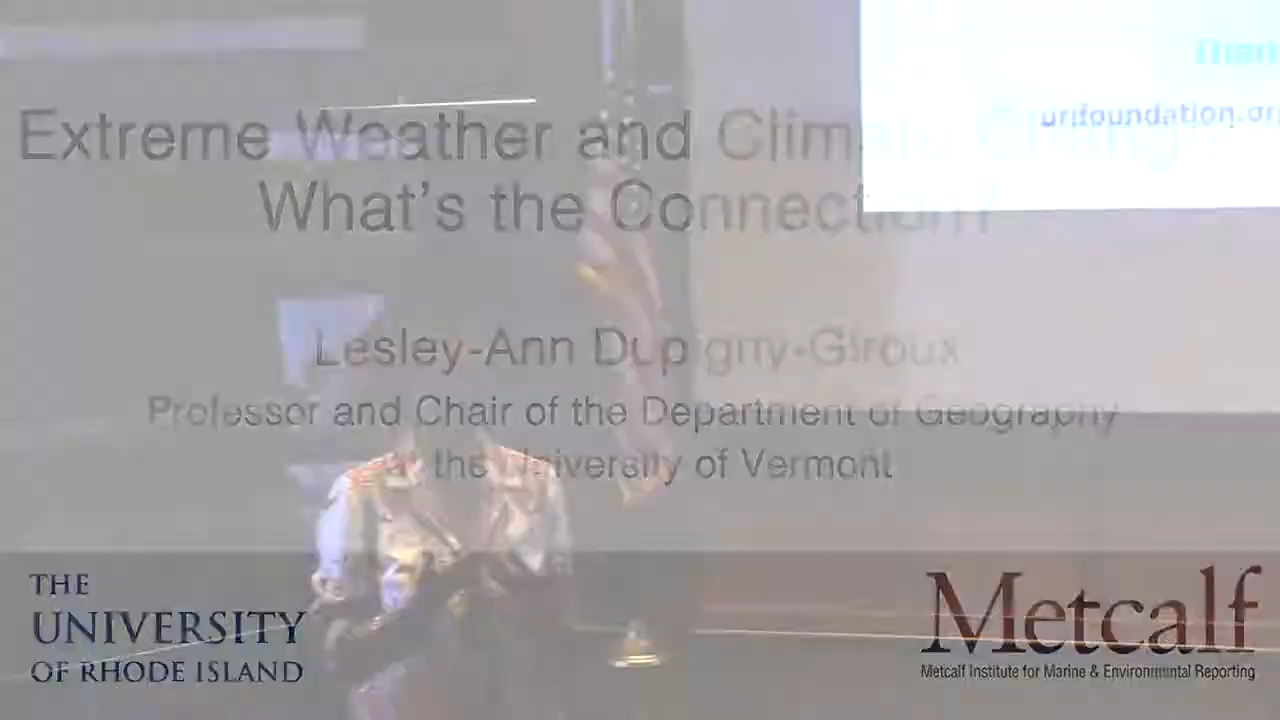 Extreme Weather and Climate Change
What's the Connection?
Lesley-Ann Dupigny-Giroux
Professor and Chair of the Department of Geography
at the University of Vermont
THE
UNIVERSITY
OF RHODE ISLAND
Metcalf
Metcalf Institute for Marine & Environmental Reporting
urifoundation.or